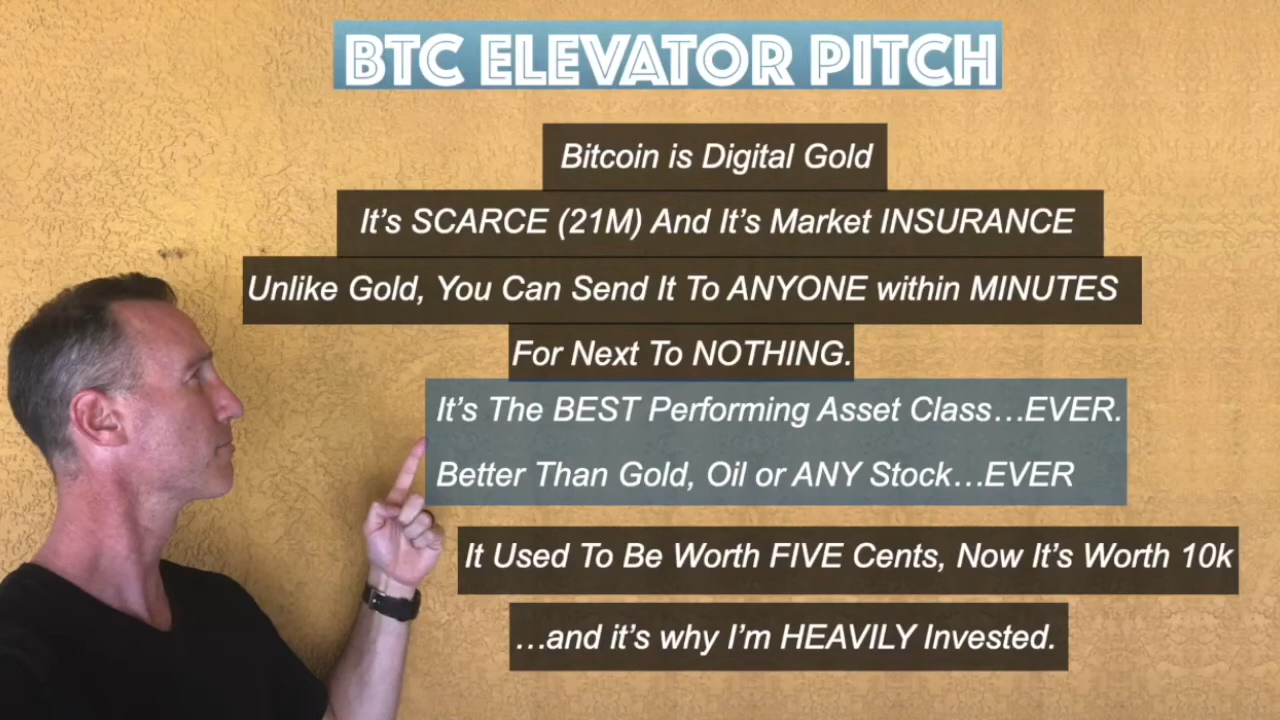 BTC ELEVATOR PITCH
Bitcoin is Digital Gold
It's SCARCE (21M) And It's Market INSURANCE
Unlike Gold, You Can Send It To ANYONE within MINUTES
For Next To NOTHING.
It's The BEST Performing Asset Class…EVER.
Better Than Gold, Oil or ANY Stock…EVER
It Used To Be Worth FIVE Cents, Now It's Worth 10k
…and it's why I'm HEAVILY Invested.